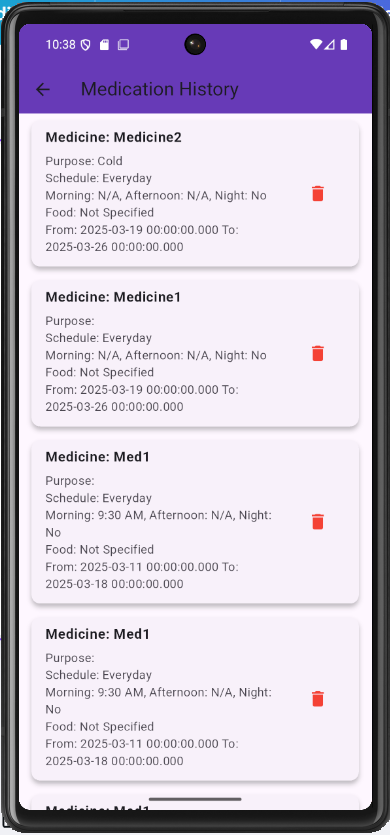 10:38
Medication History
Medicine: Medicine2
Purpose: Cold
Schedule: Everyday
Morning: N/A, Afternoon: N/A, Night: No
Food: Not Specified
From: 2025-03-19 00:00:00.000 To:
2025-03-26 00:00:00.000
Medicine: Medicine1
Purpose:
Schedule: Everyday
Morning: N/A, Afternoon: N/A, Night: No
Food: Not Specified
From: 2025-03-19 00:00:00.000 To:
2025-03-26 00:00:00.000
Medicine: Med1
Purpose:
Schedule: Everyday
Morning: 9:30 AM, Afternoon: N/A, Night:
No
Food: Not Specified
From: 2025-03-11 00:00:00.000 To:
2025-03-18 00:00:00.000
Medicine: Med1
Purpose:
Schedule: Everyday
Morning: 9:30 AM, Afternoon: N/A, Night:
No
Food: Not Specified
From: 2025-03-11 00:00:00.000 To:
2025-03-18 00:00:00.000
Medicine: Med1